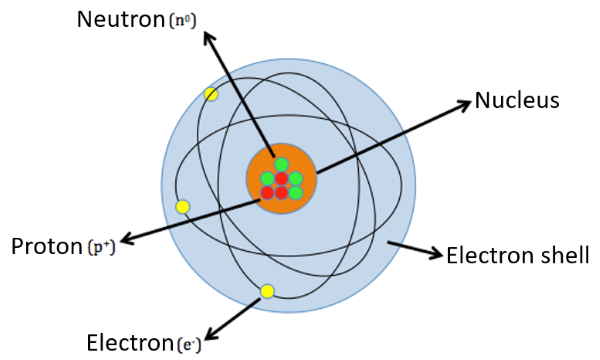 Neutron (n⁰)
Nucleus
Proton (p⁺)
Electron shell
Electron (e⁻)